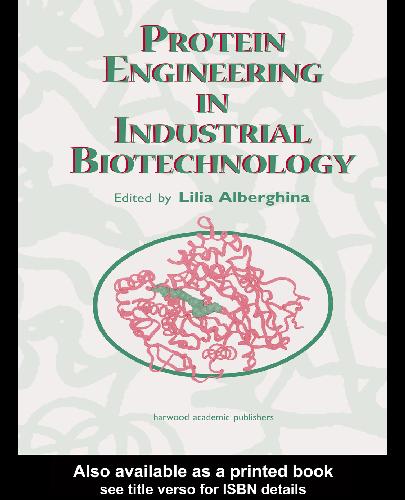 PROTEIN
ENGINEERING
IN
INDUSTRIAL
BIOTECHNOLOGY
Edited by Lilia Alberghina
harwood academic publishers
Also available as a printed book
see title verso for ISBN details